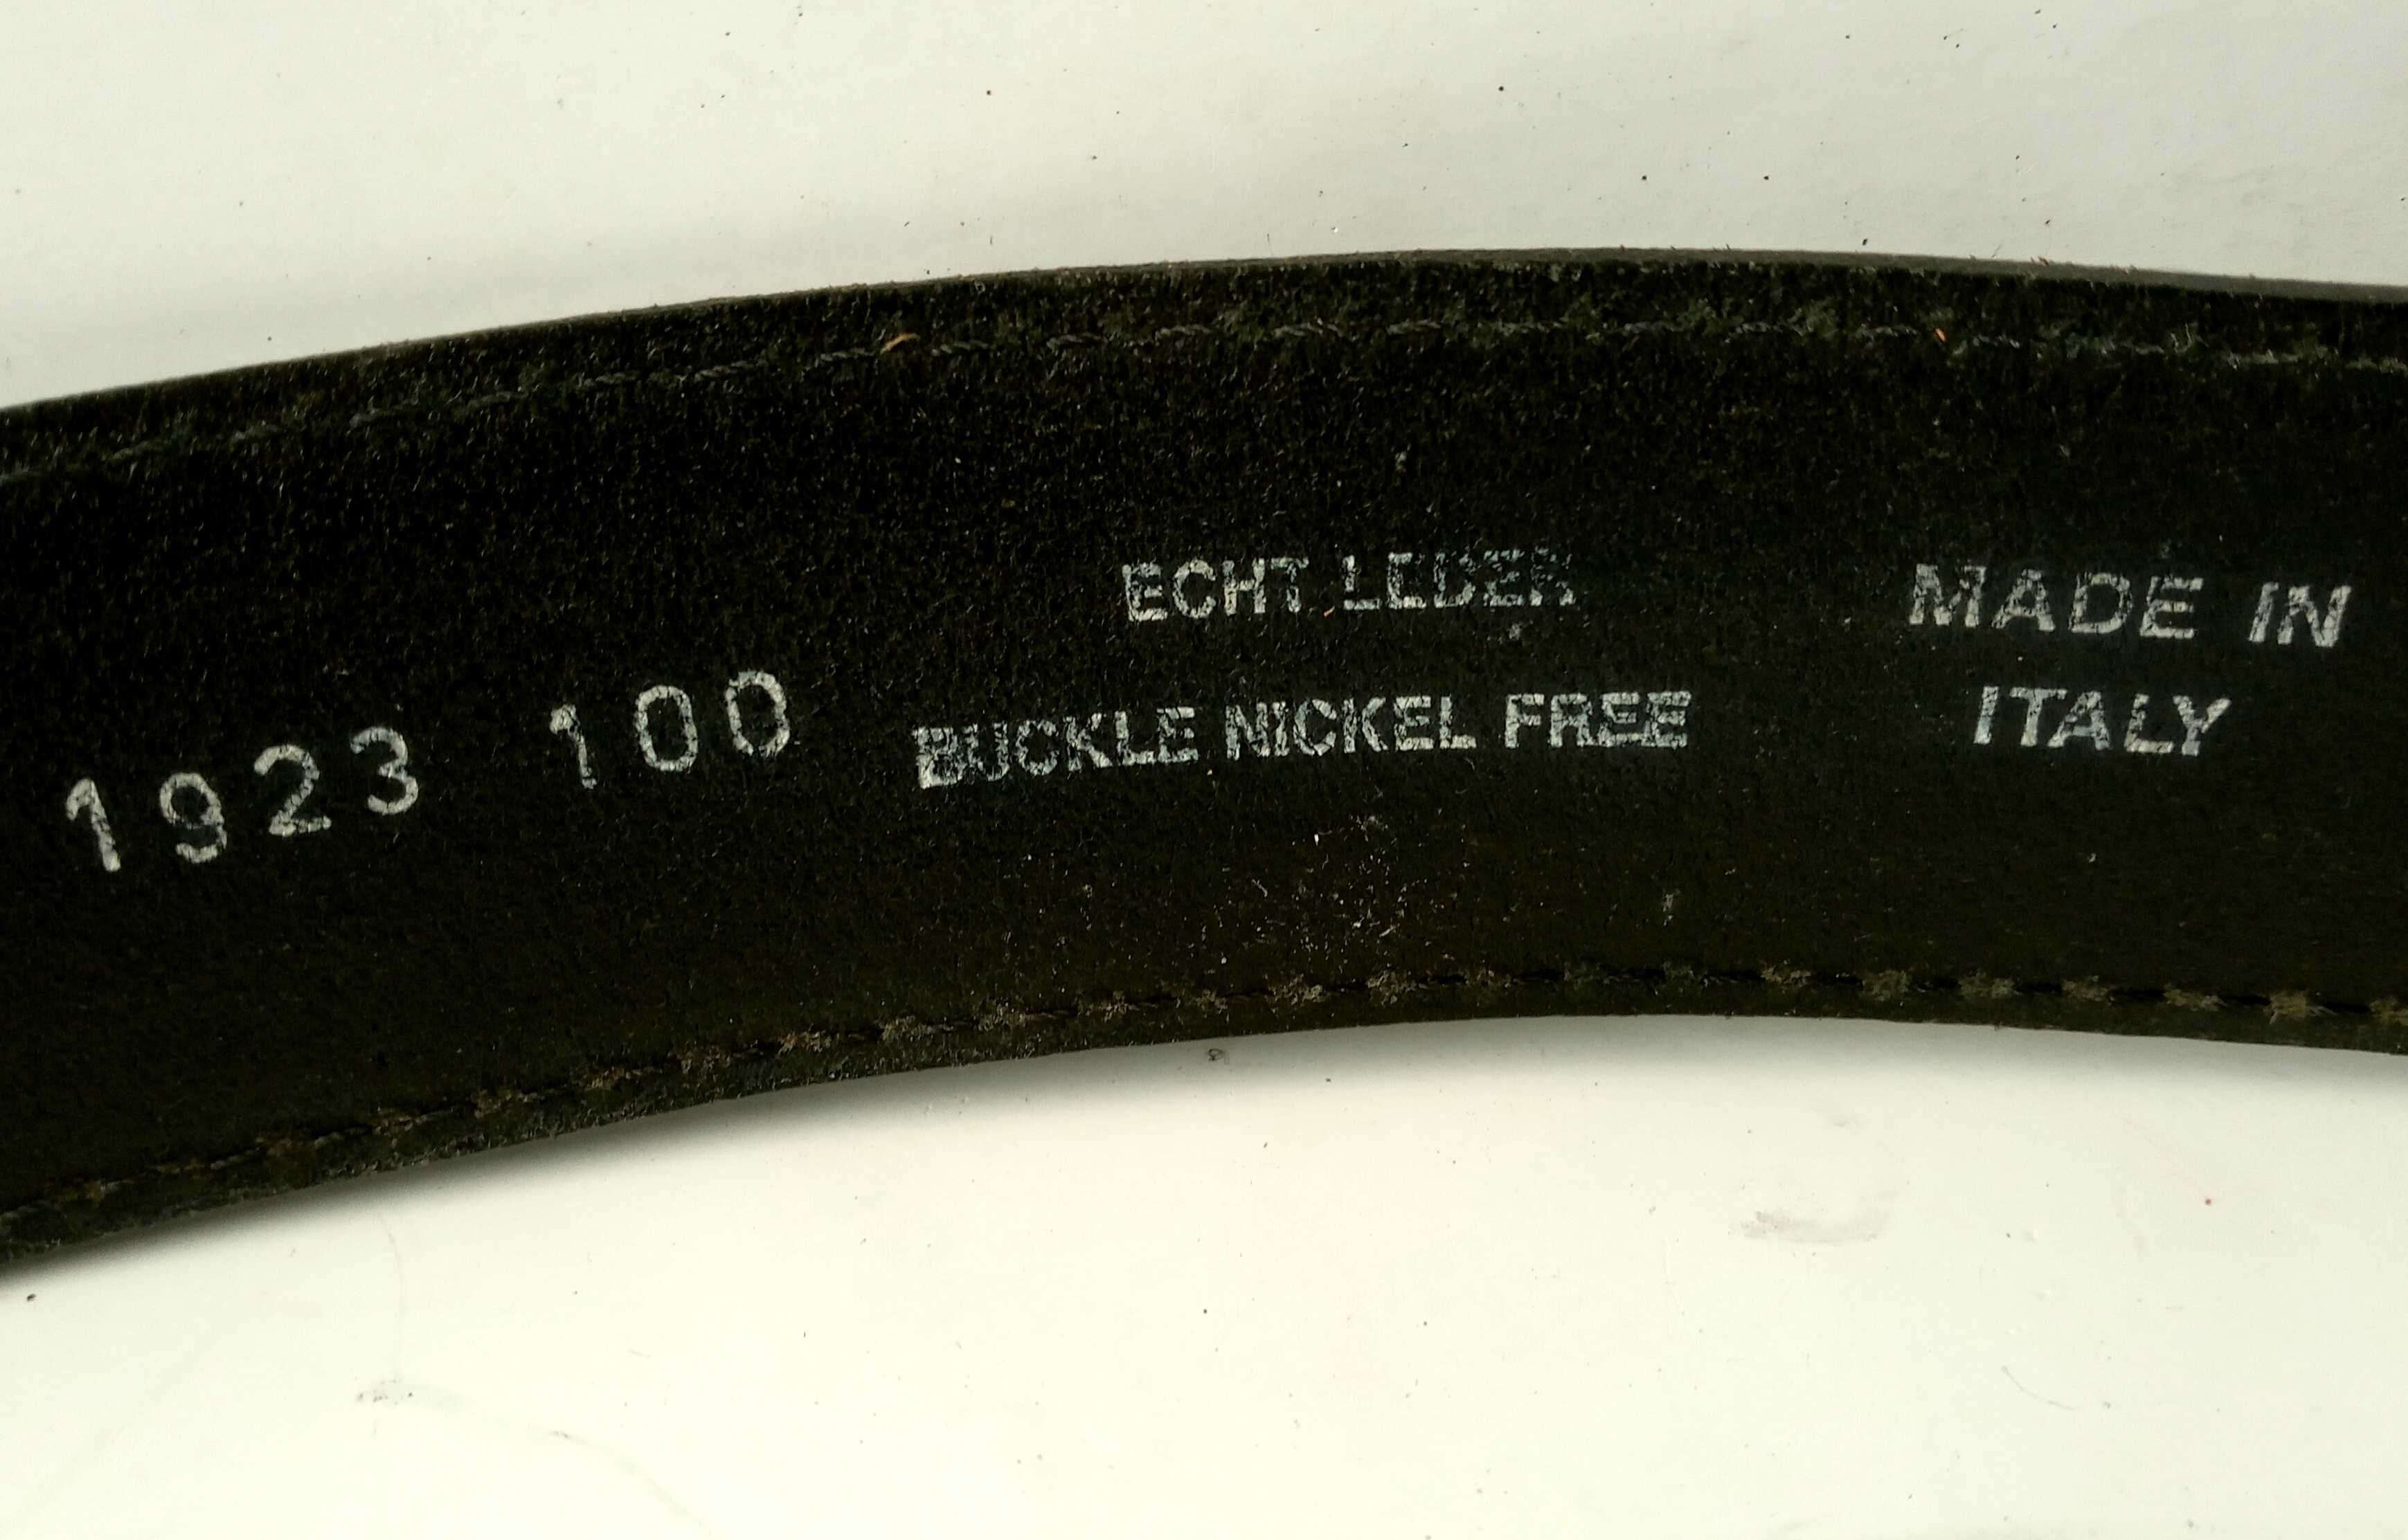 1923 100
ECHT LEDER
BUCKLE NICKEL FREE
MADE IN
ITALY